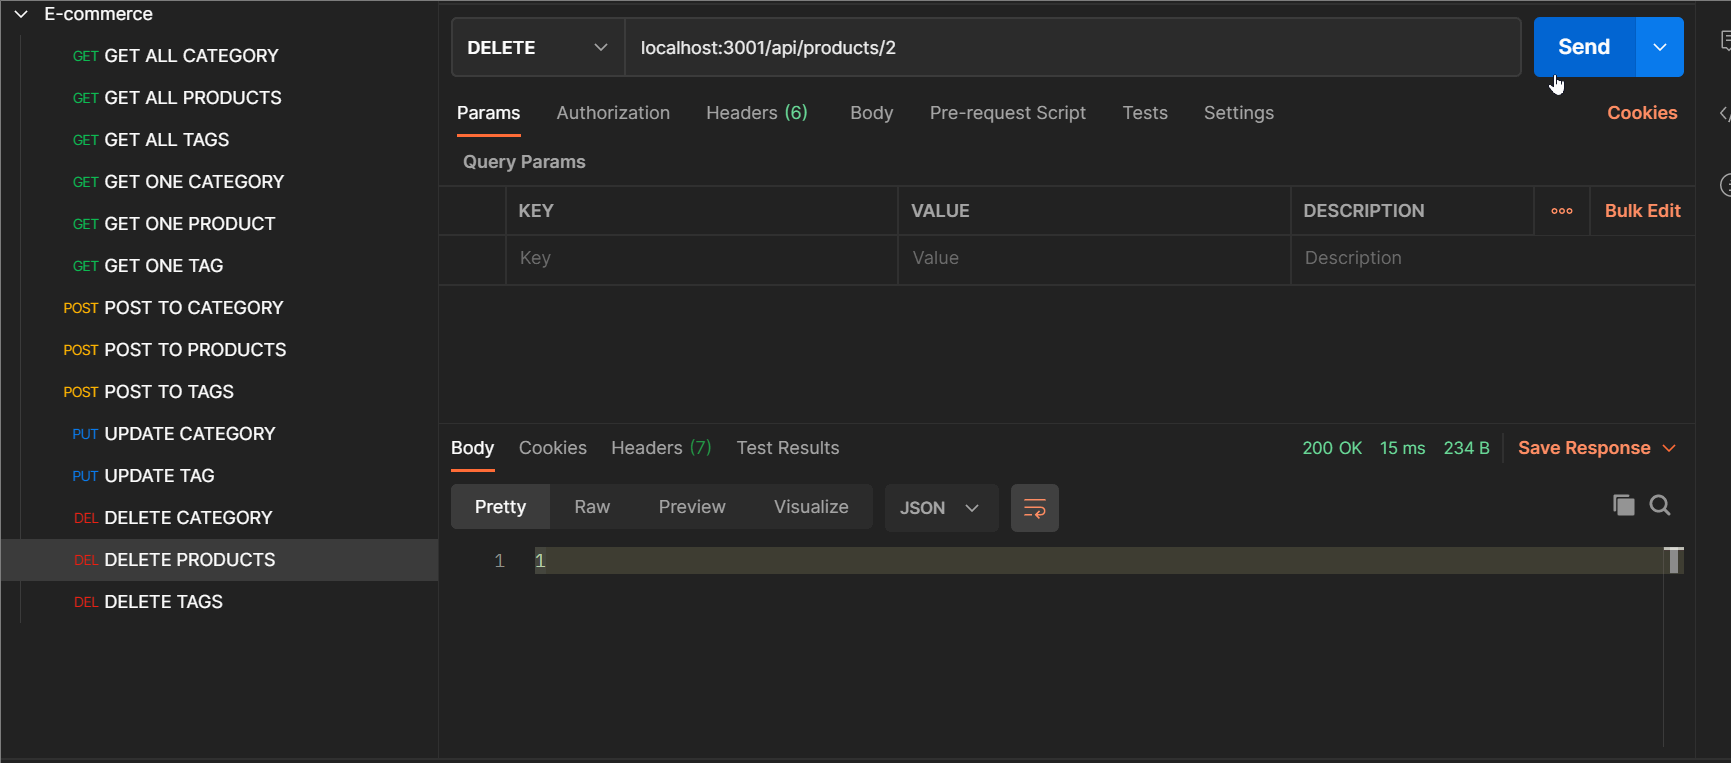 E-commerce
GET GET ALL CATEGORY
GET GET ALL PRODUCTS
GET GET ALL TAGS
GET GET ONE CATEGORY
GET GET ONE PRODUCT
GET GET ONE TAG
POST POST TO CATEGORY
POST POST TO PRODUCTS
POST POST TO TAGS
PUT UPDATE CATEGORY
PUT UPDATE TAG
DEL DELETE CATEGORY
DEL DELETE PRODUCTS
DEL DELETE TAGS
DELETE localhost:3001/api/products/2 Send
Params Authorization Headers (6) Body Pre-request Script Tests Settings Cookies
Query Params
KEY VALUE DESCRIPTION Bulk Edit
Key Value Description
Body Cookies Headers (7) Test Results 200 OK 15 ms 234 B Save Response
Pretty Raw Preview Visualize JSON
1 1